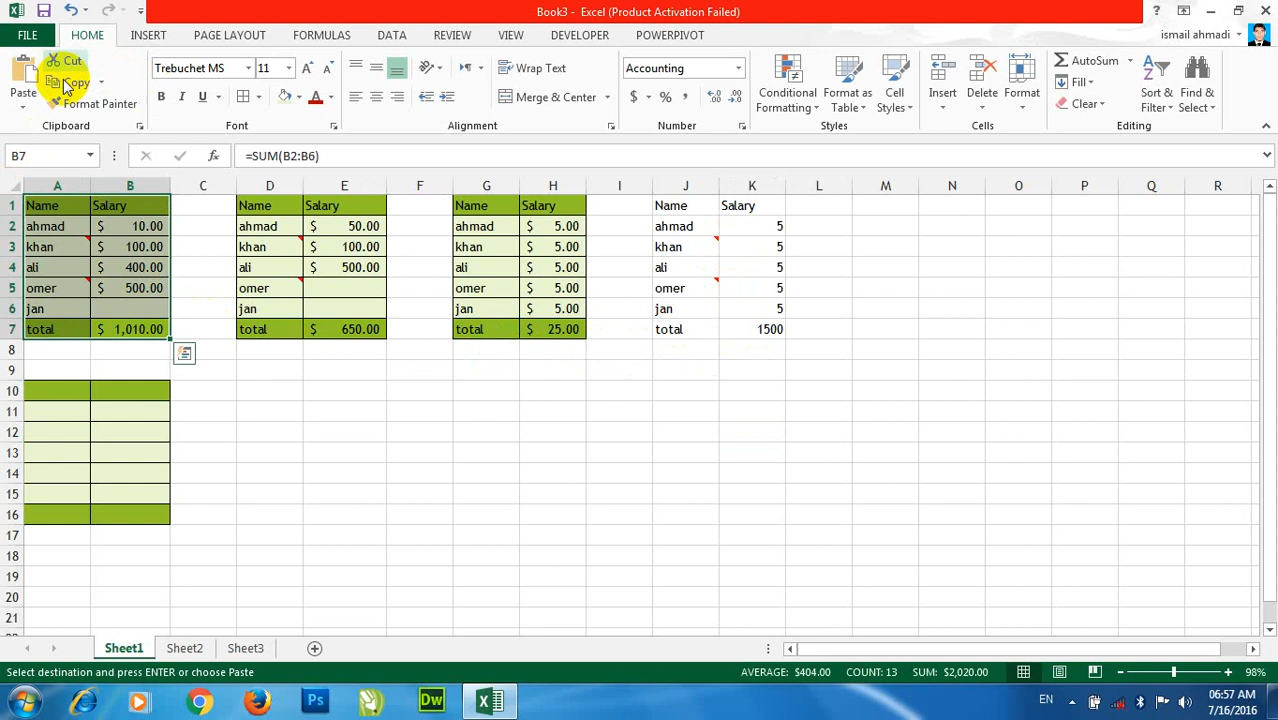 Book3 - Excel (Product Activation Failed)
FILE HOME INSERT PAGE LAYOUT FORMULAS DATA REVIEW VIEW DEVELOPER POWERPIVOT ismail ahmadi
Paste Cut Copy Format Painter
Trebuchet MS 11
Wrap Text
Merge & Center
Accounting
Conditional Formatting Format as Table Cell Styles Insert Delete Format
AutoSum Fill Clear Sort & Filter Find & Select
Clipboard Font Alignment Number Styles Cells Editing
B7 =SUM(B2:B6)
A B C D E F G H I J K L M N O P Q R
1 Name Salary Name Salary Name Salary Name Salary
2 ahmad $ 10.00 ahmad $ 50.00 ahmad $ 5.00 ahmad 5
3 khan $ 100.00 khan $ 100.00 khan $ 5.00 khan 5
4 ali $ 400.00 ali $ 500.00 ali $ 5.00 ali 5
5 omer $ 500.00 omer omer $ 5.00 omer 5
6 jan jan jan $ 5.00 jan 5
7 total $ 1,010.00 total $ 650.00 total $ 25.00 total 1500
8
9
10
11
12
13
14
15
16
17
18
19
20
21
Sheet1 Sheet2 Sheet3
Select destination and press ENTER or choose Paste AVERAGE: $404.00 COUNT: 13 SUM: $2,020.00 98%
Ps Dw EN 06:57 AM
7/16/2016